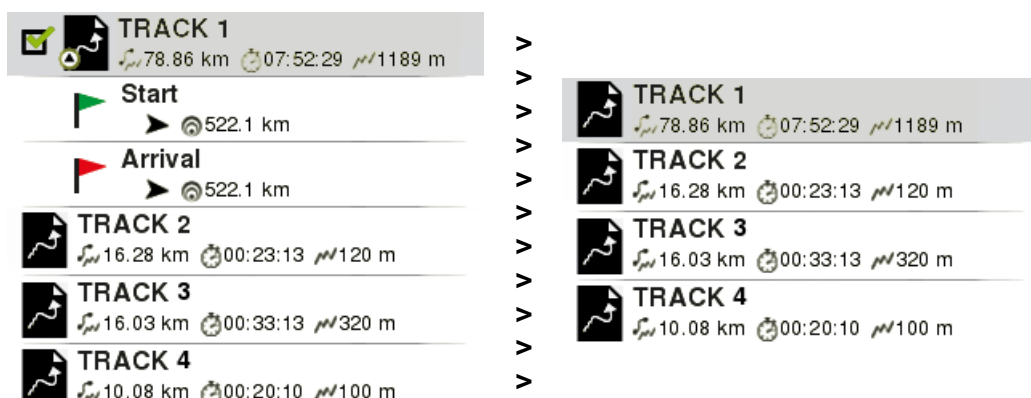 TRACK 1
78.86 km 07:52:29 1189 m
Start
522.1 km
Arrival
522.1 km
TRACK 2
16.28 km 00:23:13 120 m
TRACK 3
16.03 km 00:33:13 320 m
TRACK 4
10.08 km 00:20:10 100 m
>
>
>
>
>
>
>
>
>
>
>
TRACK 1
78.86 km 07:52:29 1189 m
TRACK 2
16.28 km 00:23:13 120 m
TRACK 3
16.03 km 00:33:13 320 m
TRACK 4
10.08 km 00:20:10 100 m